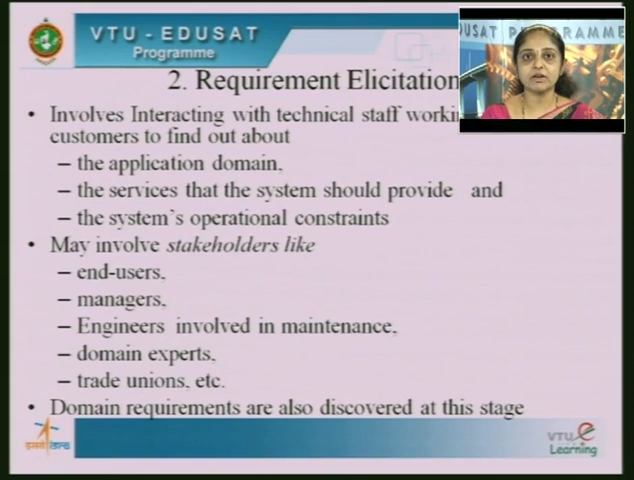 VTU - EDUSAT
Programme
DUSAT PROGRAMME
2. Requirement Elicitation
• Involves Interacting with technical staff
customers to find out about
– the application domain,
– the services that the system should provide and
– the system's operational constraints
• May involve stakeholders like
– end-users,
– managers,
– Engineers involved in maintenance,
– domain experts,
– trade unions, etc.
• Domain requirements are also discovered at this stage
इसरो isro
VTU e
Learning